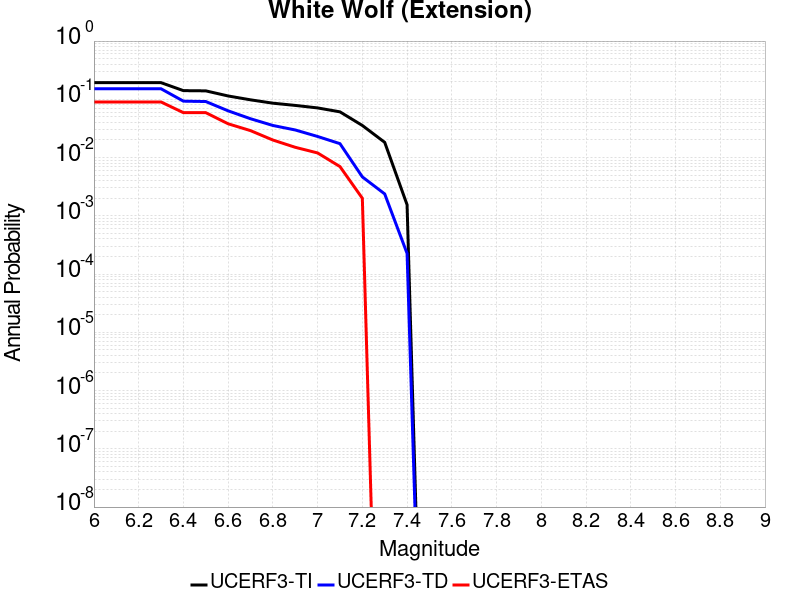 White Wolf (Extension)
Annual Probability
10^0
10^-1
10^-2
10^-3
10^-4
10^-5
10^-6
10^-7
10^-8
6 6.2 6.4 6.6 6.8 7 7.2 7.4 7.6 7.8 8 8.2 8.4 8.6 8.8 9
Magnitude
UCERF3-TI UCERF3-TD UCERF3-ETAS